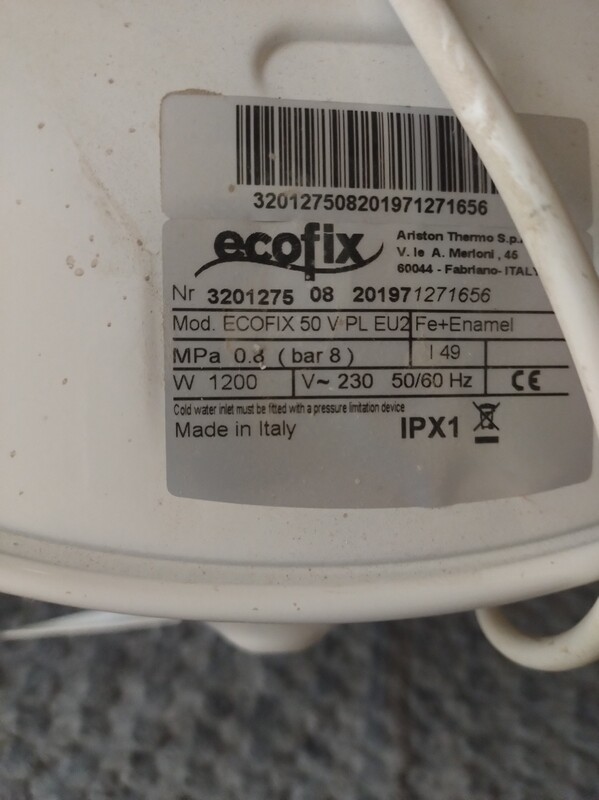 320127508201971271656
ecofix
Ariston Thermo S.p.
V. le A. Merloni , 45
60044 - Fabriano- ITALY
Nr 3201275 08 201971271656
Mod. ECOFIX 50 V PL EU2 Fe+Enamel
MPa 0.8 ( bar 8 ) l 49
W 1200 V~ 230 50/60 Hz CE
Cold water inlet must be fitted with a pressure limitation device
Made in Italy IPX1